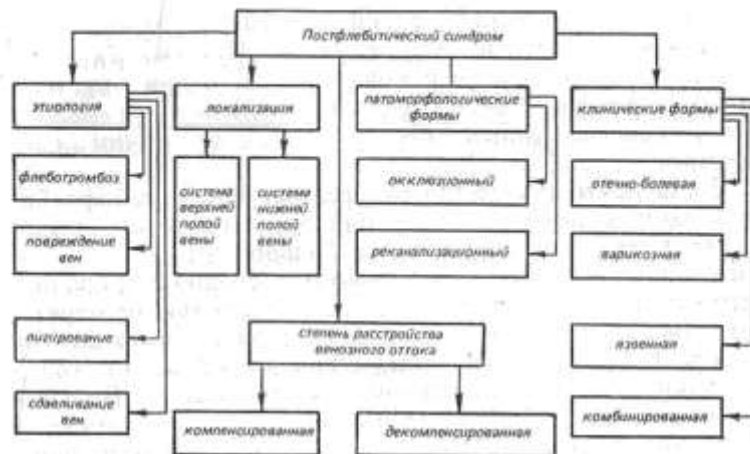 Постфлебитический синдром
этиология
локализация
патоморфологические
формы
клинические формы
флеботромбоз
система
верхней
полой
вены
система
нижней
полой
вены
окклюзионный
отечно-болевая
повреждение
вен
реканализационный
варикозная
лигирование
степень расстройства
венозного оттока
язвенная
сдавливание
вен
компенсированная
декомпенсированная
комбинированная